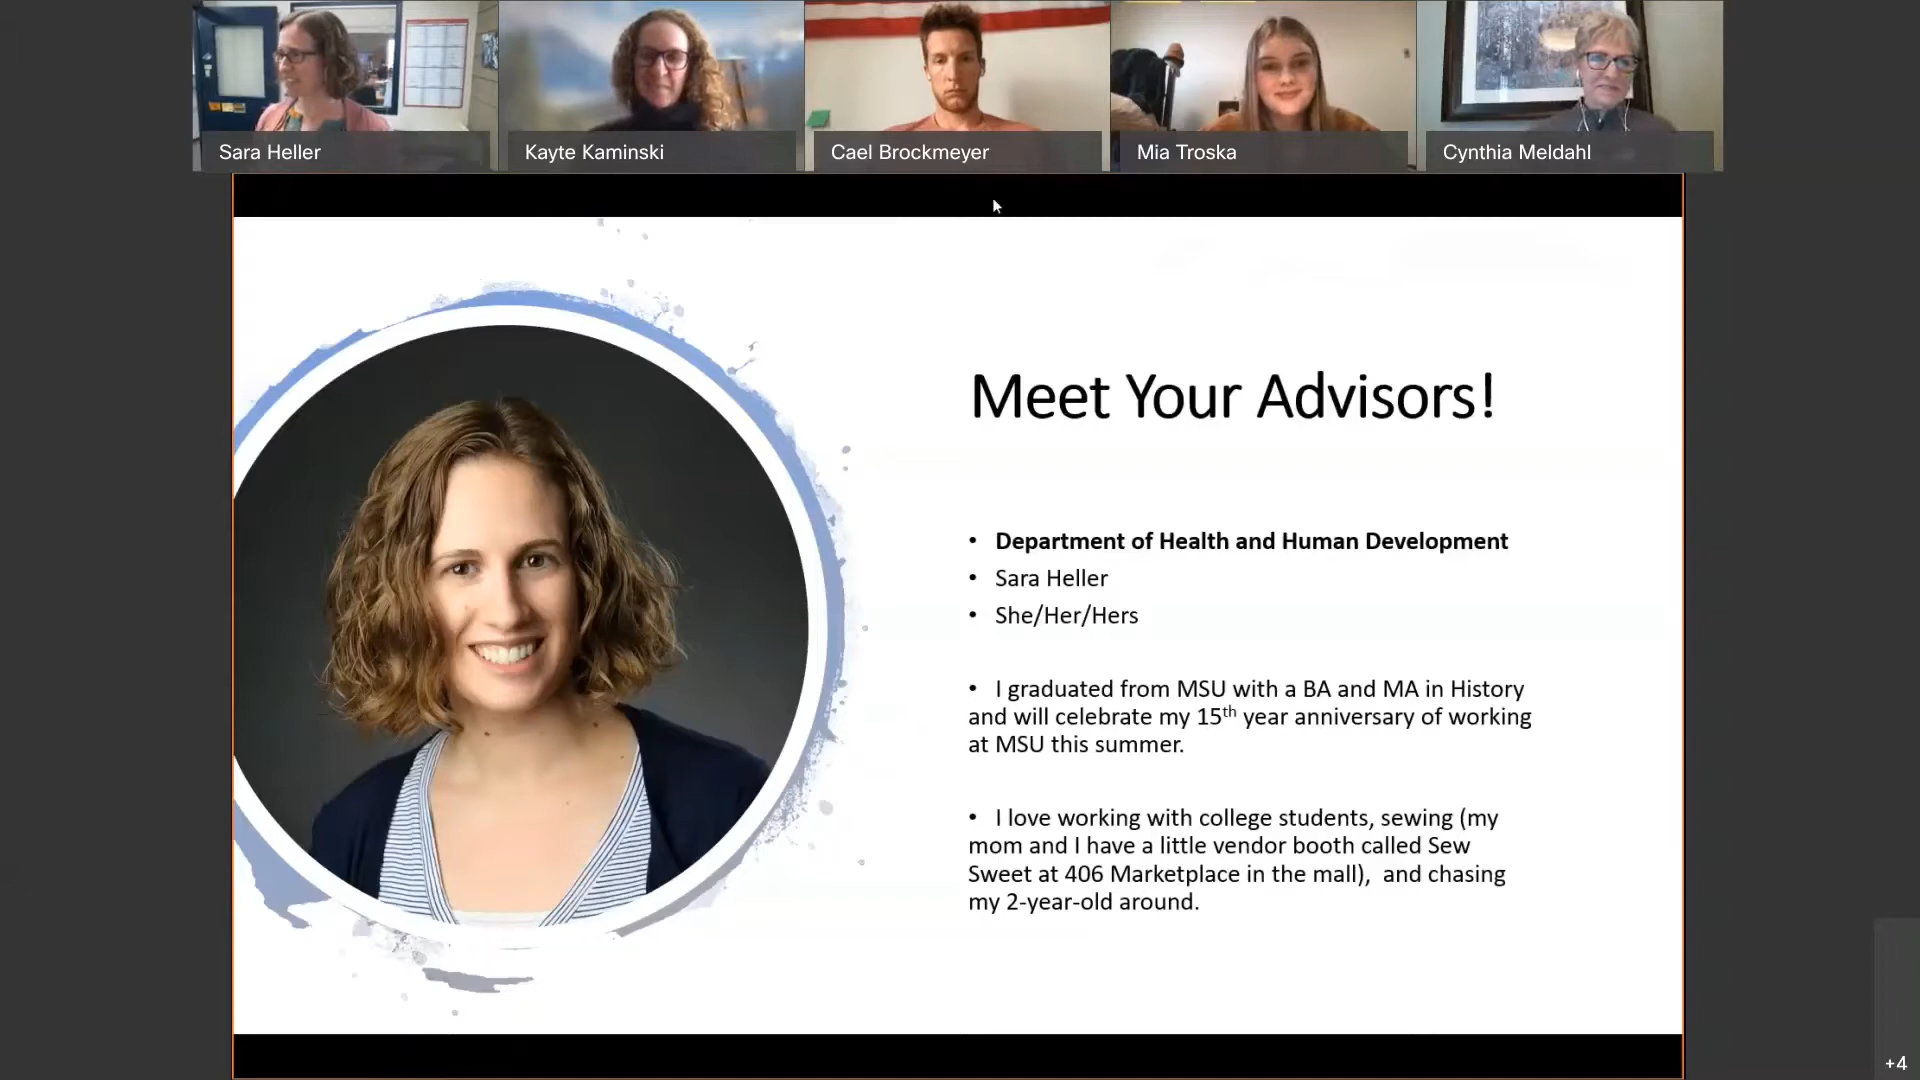 Sara Heller
Kayte Kaminski
Cael Brockmeyer
Mia Troska
Cynthia Meldahl
Meet Your Advisors!
• Department of Health and Human Development
• Sara Heller
• She/Her/Hers
• I graduated from MSU with a BA and MA in History
and will celebrate my 15th year anniversary of working
at MSU this summer.
• I love working with college students, sewing (my
mom and I have a little vendor booth called Sew
Sweet at 406 Marketplace in the mall), and chasing
my 2-year-old around.
+4